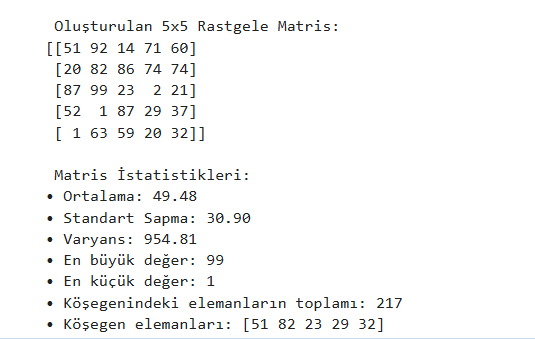 Oluşturulan 5x5 Rastgele Matris:
[[51 92 14 71 60]
 [20 82 86 74 74]
 [87 99 23  2 21]
 [52  1 87 29 37]
 [ 1 63 59 20 32]]
Matris İstatistikleri:
• Ortalama: 49.48
• Standart Sapma: 30.90
• Varyans: 954.81
• En büyük değer: 99
• En küçük değer: 1
• Köşegenindeki elemanların toplamı: 217
• Köşegen elemanları: [51 82 23 29 32]